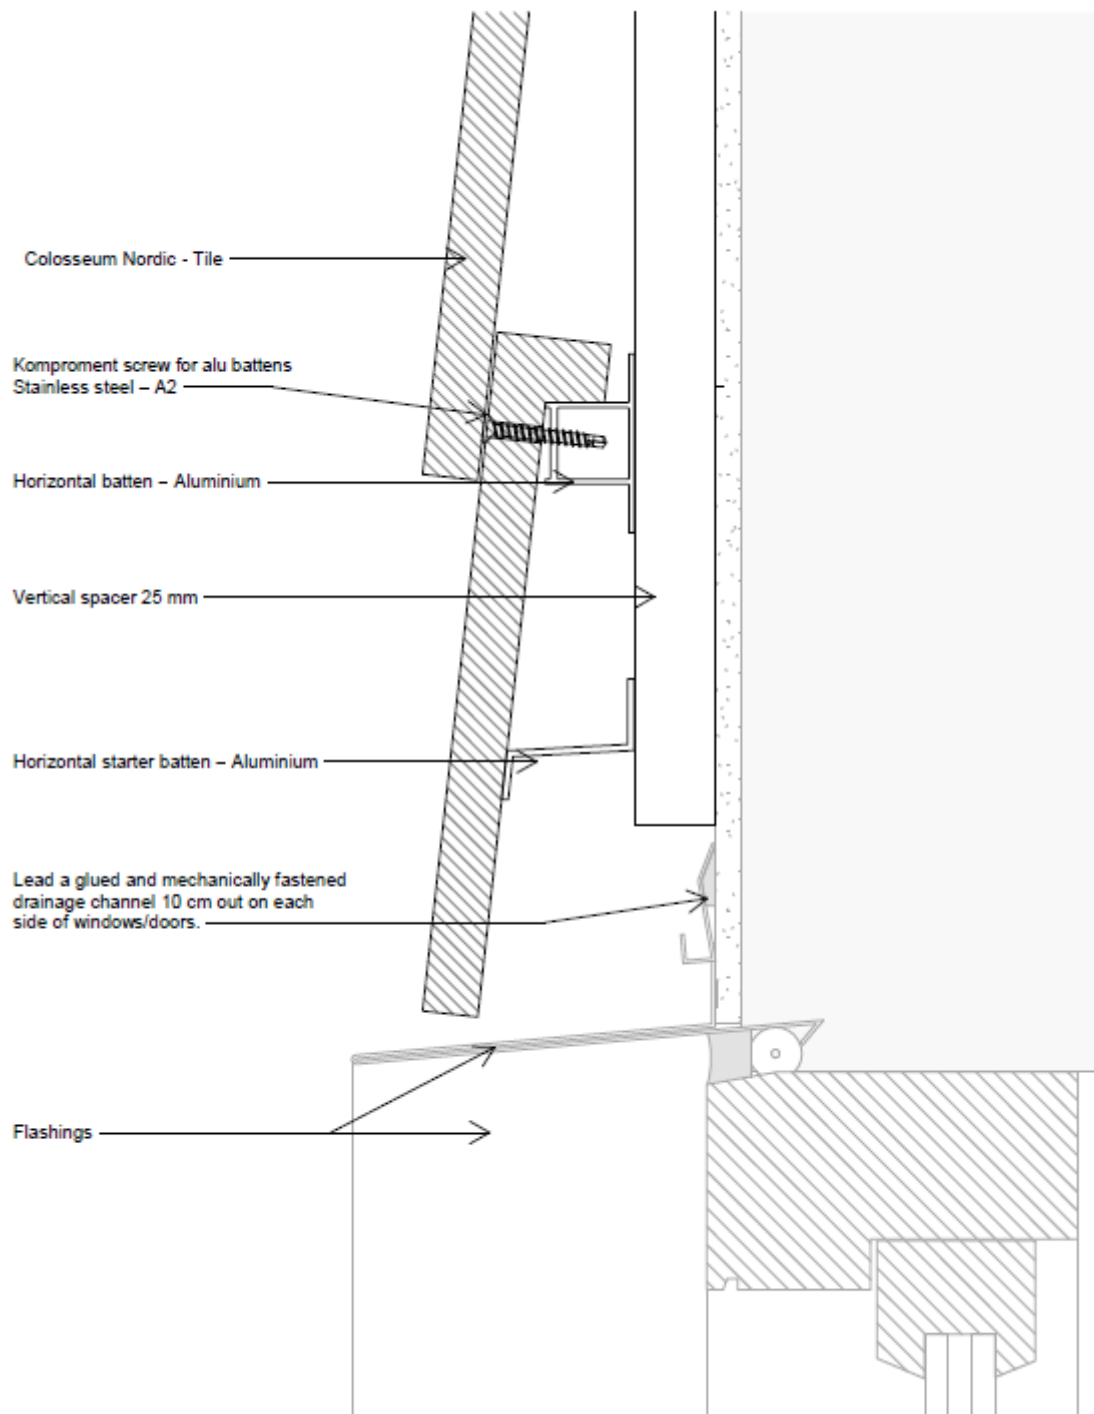 Colosseum Nordic - Tile
Komproment screw for alu battens
Stainless steel – A2
Horizontal batten – Aluminium
Vertical spacer 25 mm
Horizontal starter batten – Aluminium
Lead a glued and mechanically fastened
drainage channel 10 cm out on each
side of windows/doors.
Flashings